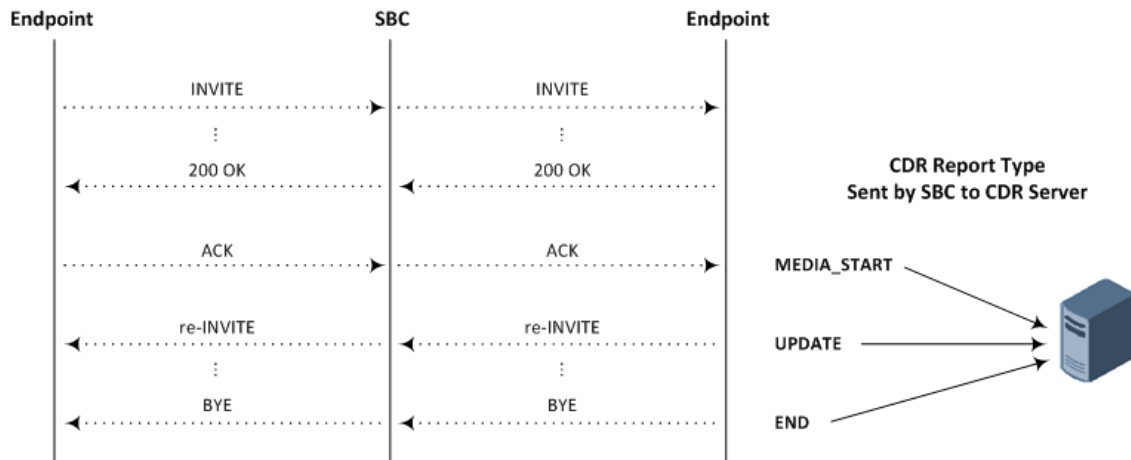 Endpoint SBC Endpoint
INVITE INVITE
200 OK 200 OK
CDR Report Type
Sent by SBC to CDR Server
ACK ACK
MEDIA_START
re-INVITE re-INVITE
UPDATE
BYE BYE
END